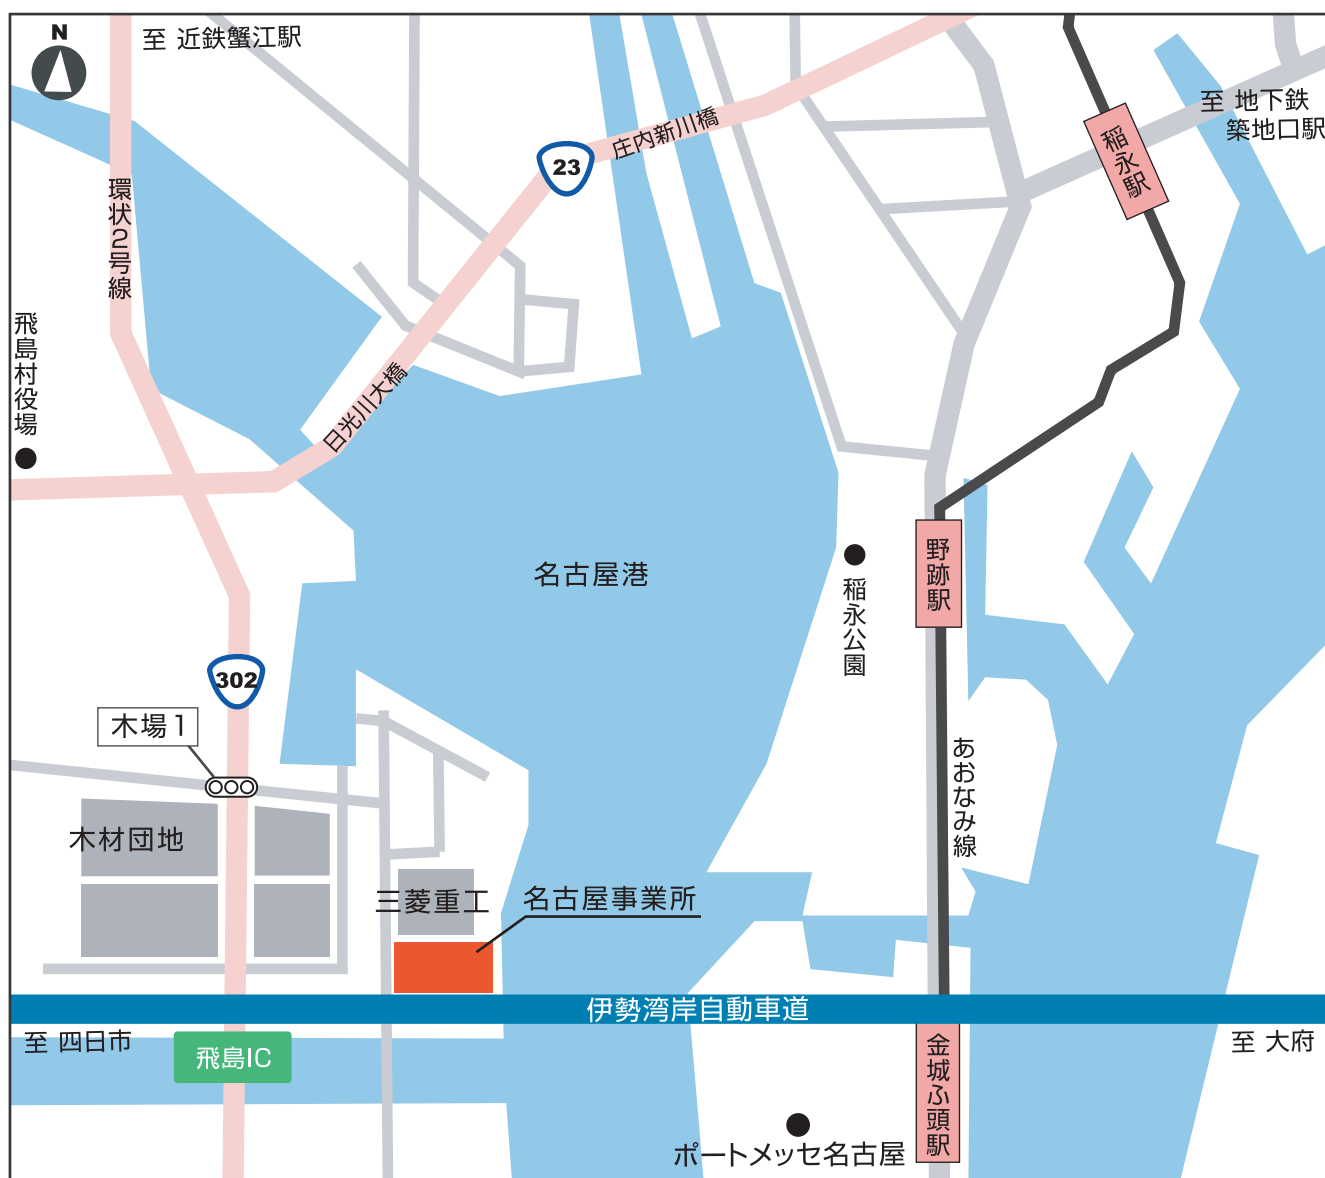 N
至 近鉄蟹江駅
庄内新川橋
23
至 地下鉄
築地口駅
稲永駅
環状2号線
飛島村役場
日光川大橋
名古屋港
野跡駅
稲永公園
302
木場1
あおなみ線
木材団地
三菱重工
名古屋事業所
伊勢湾岸自動車道
至 四日市
飛島IC
至 大府
金城ふ頭駅
ポートメッセ名古屋